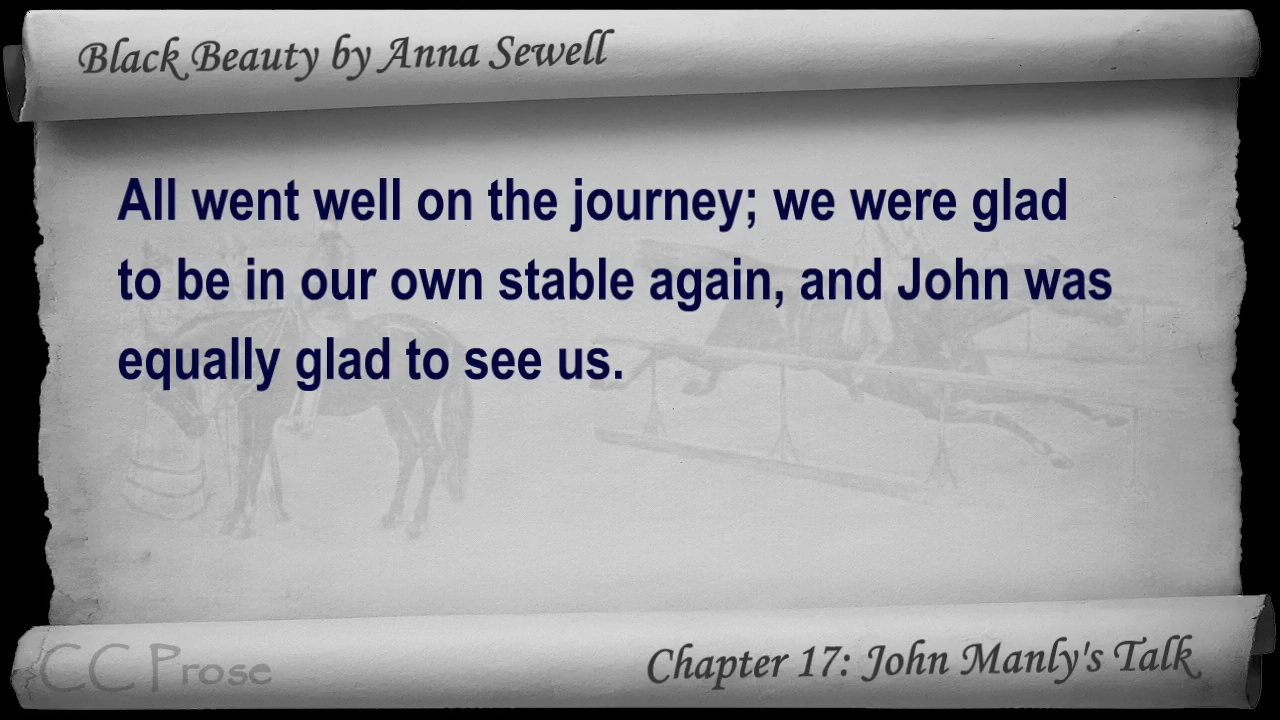 Black Beauty by Anna Sewell
All went well on the journey; we were glad
to be in our own stable again, and John was
equally glad to see us.
CC Prose
Chapter 17: John Manly's Talk